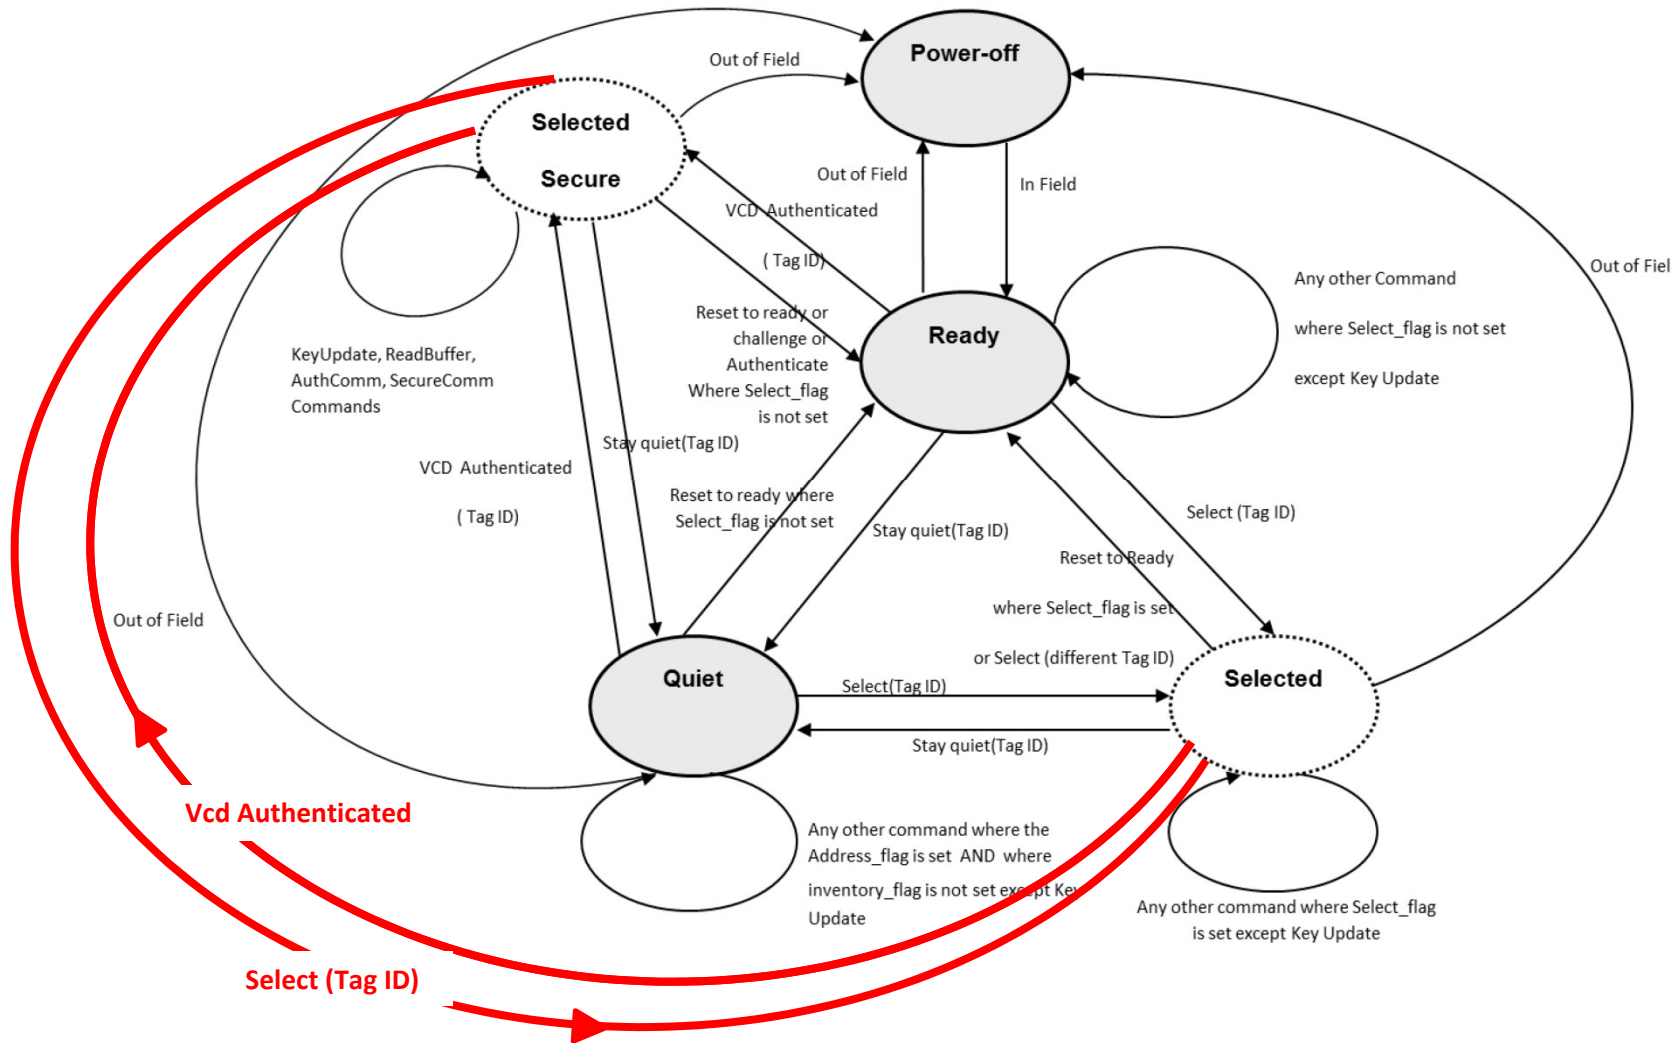 Power-off
Out of Field
Selected
Secure
Out of Field
In Field
VCD Authenticated
( Tag ID)
Out of Fiel
Any other Command
where Select_flag is not set
except Key Update
Reset to ready or
challenge or
Authenticate
Where Select_flag
is not set
Ready
KeyUpdate, ReadBuffer,
AuthComm, SecureComm
Commands
Stay quiet(Tag ID)
VCD Authenticated
( Tag ID)
Reset to ready where
Select_flag is not set
Stay quiet(Tag ID)
Select (Tag ID)
Reset to Ready
where Select_flag is set
or Select (different Tag ID)
Out of Field
Quiet
Select(Tag ID)
Selected
Stay quiet(Tag ID)
Vcd Authenticated
Any other command where the
Address_flag is set AND where
inventory_flag is not set except Key
Update
Any other command where Select_flag
is set except Key Update
Select (Tag ID)